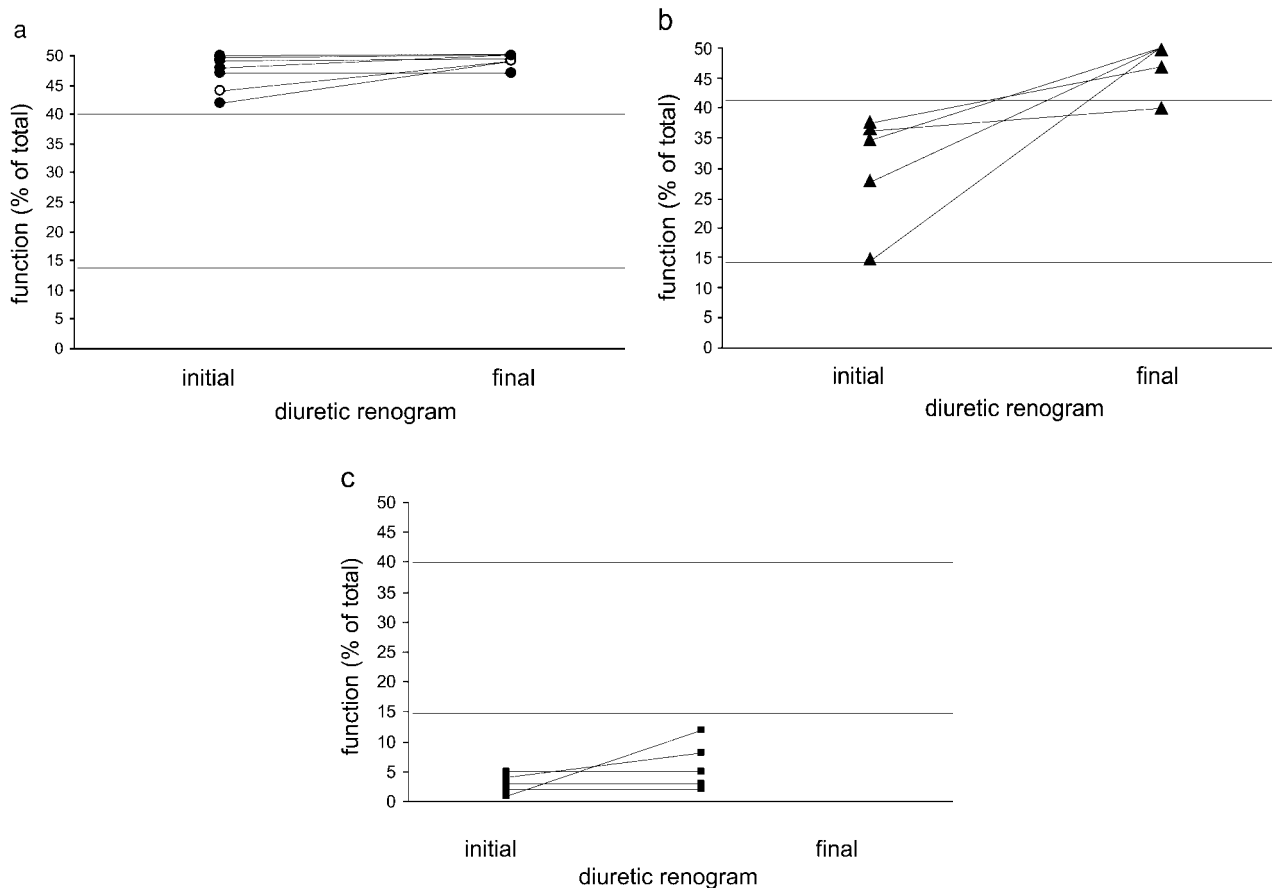 a
50
45
40
35
30
25
20
15
10
5
0
function (% of total)
initial final
diuretic renogram
b
50
45
40
35
30
25
20
15
10
5
0
function (% of total)
initial final
diuretic renogram
c
50
45
40
35
30
25
20
15
10
5
0
function (% of total)
initial final
diuretic renogram